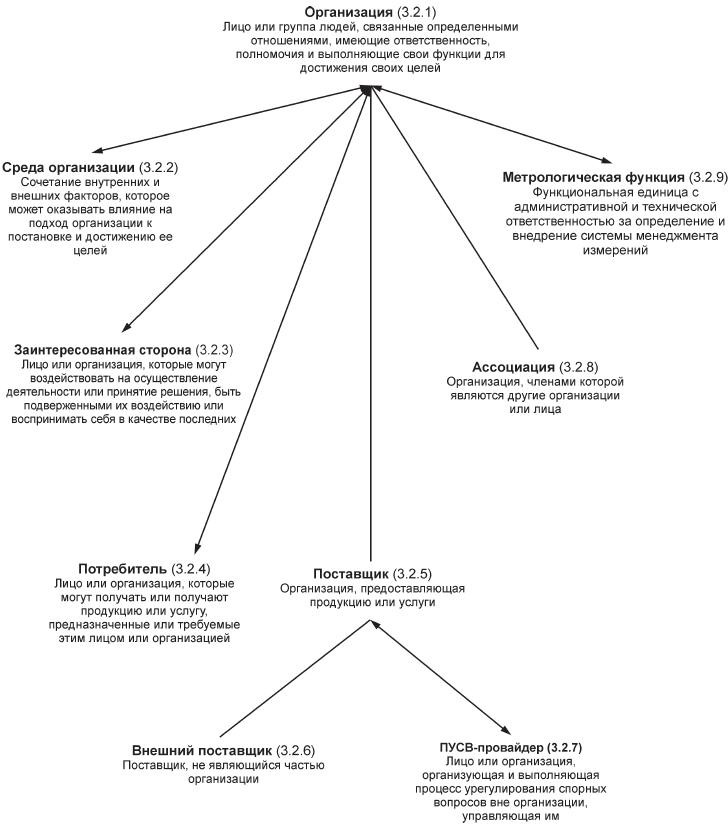 Организация (3.2.1)
Лицо или группа людей, связанные определенными
отношениями, имеющие ответственность,
полномочия и выполняющие свои функции для
достижения своих целей
Среда организации (3.2.2)
Сочетание внутренних и
внешних факторов, которое
может оказывать влияние на
подход организации к
постановке и достижению ее
целей
Метрологическая функция (3.2.9)
Функциональная единица с
административной и технической
ответственностью за определение и
внедрение системы менеджмента
измерений
Заинтересованная сторона (3.2.3)
Лицо или организация, которые могут
воздействовать на осуществление
деятельности или принятие решения, быть
подверженными их воздействию или
воспринимать себя в качестве последних
Ассоциация (3.2.8)
Организация, членами которой
являются другие организации
или лица
Потребитель (3.2.4)
Лицо или организация, которые
могут получать или получают
продукцию или услугу,
предназначенные или требуемые
этим лицом или организацией
Поставщик (3.2.5)
Организация, предоставляющая
продукцию или услуги
Внешний поставщик (3.2.6)
Поставщик, не являющийся частью
организации
ПУСВ-провайдер (3.2.7)
Лицо или организация,
организующая и выполняющая
процесс урегулирования спорных
вопросов вне организации,
управляющая им